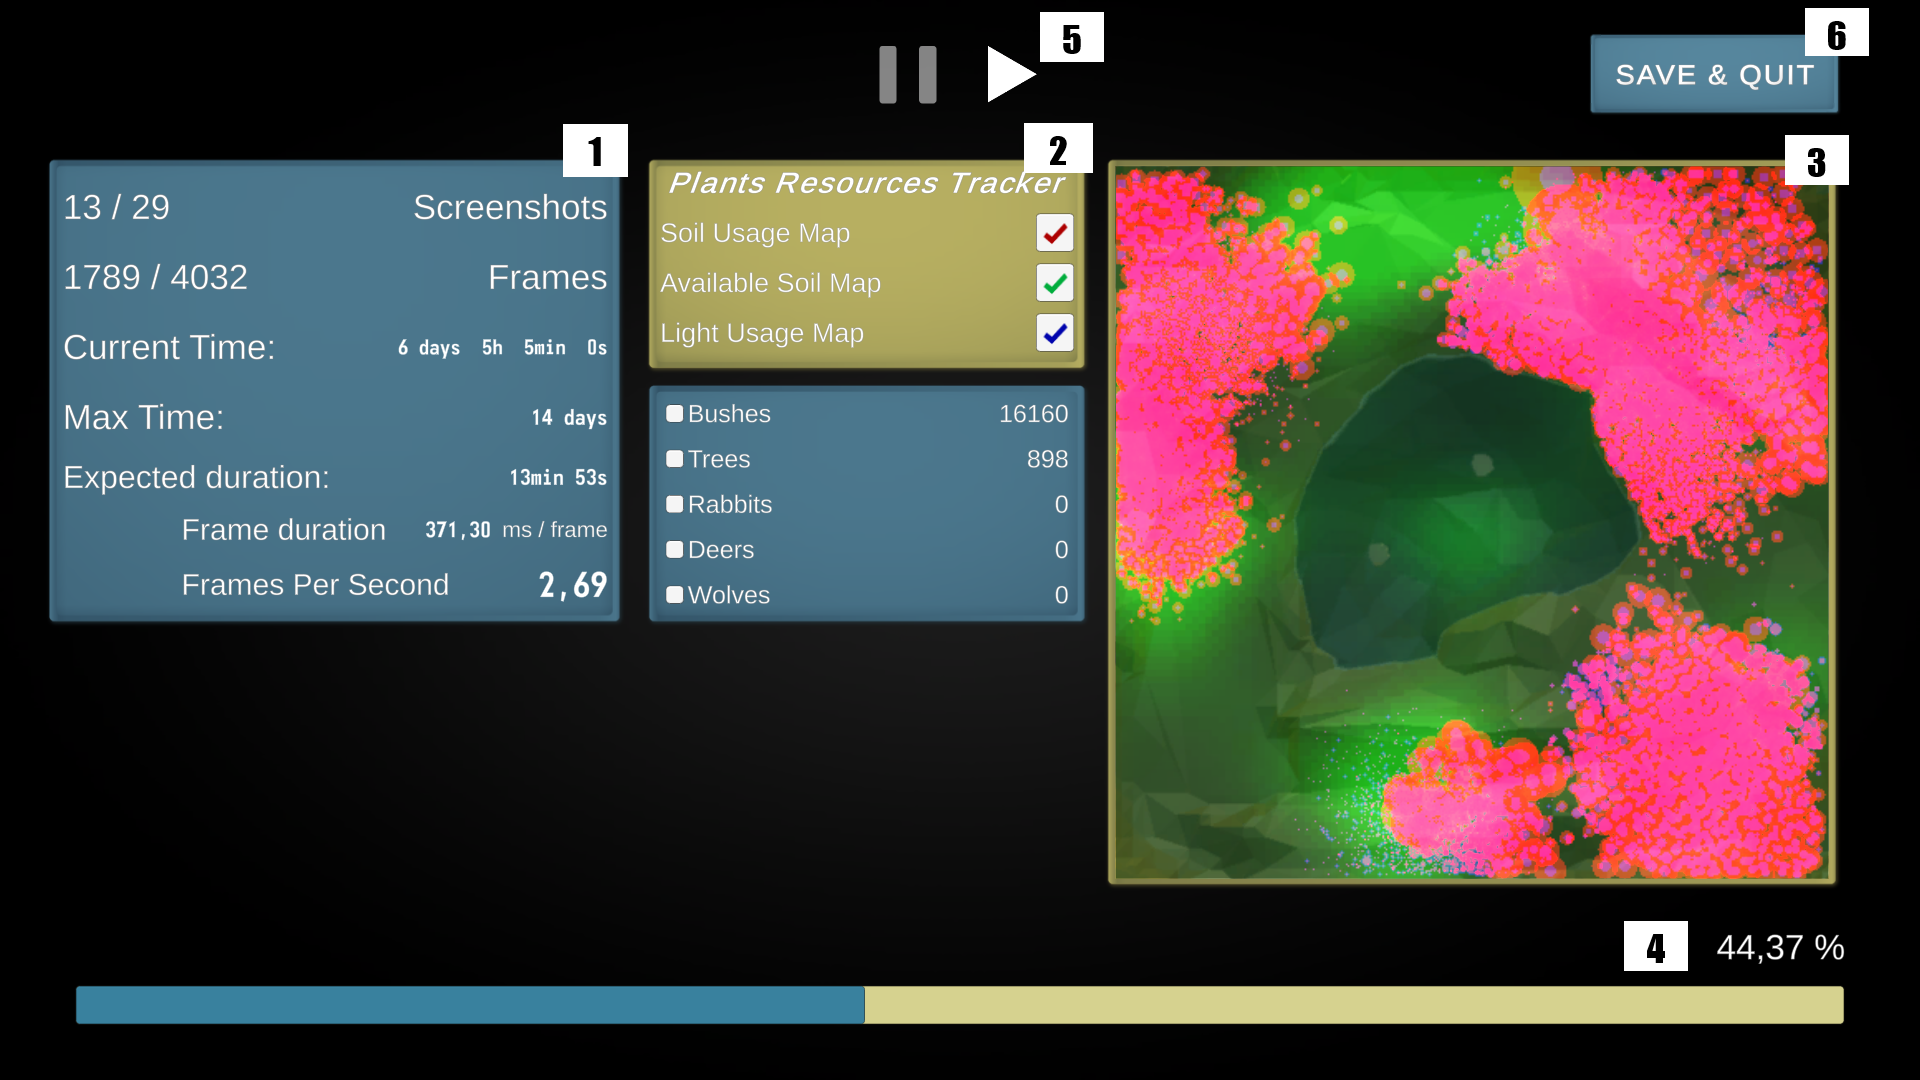 5
6
SAVE & QUIT
1
13 / 29 Screenshots
1789 / 4032 Frames
Current Time: 6 days 5h 5min 0s
Max Time: 14 days
Expected duration: 13min 53s
Frame duration 371,30 ms / frame
Frames Per Second 2,69
2
Plants Resources Tracker
Soil Usage Map
Available Soil Map
Light Usage Map
Bushes 16160
Trees 898
Rabbits 0
Deers 0
Wolves 0
3
4
44,37 %